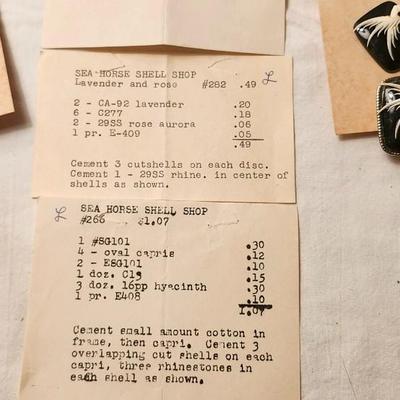 SEA HORSE SHELL SHOP
Lavender and rose #282 .49 L
2 - CA-92 lavender .20
6 - C277 .18
2 - 29SS rose aurora .06
1 pr. E-409 .05
.49
Cement 3 cutshells on each disc.
Cement 1 - 29SS rhine. in center of
shells as shown.
L SEA HORSE SHELL SHOP
#266 $1.07
1 #SG101 .30
4 - oval capris .12
2 - ESG101 .10
1 doz. C19 .15
3 doz. 16pp hyacinth .30
1 pr. E408 .10
1.07
Cement small amount cotton in
frame, then capri. Cement 3
overlapping cut shells on each
capri, three rhinestones in
each shell as shown.